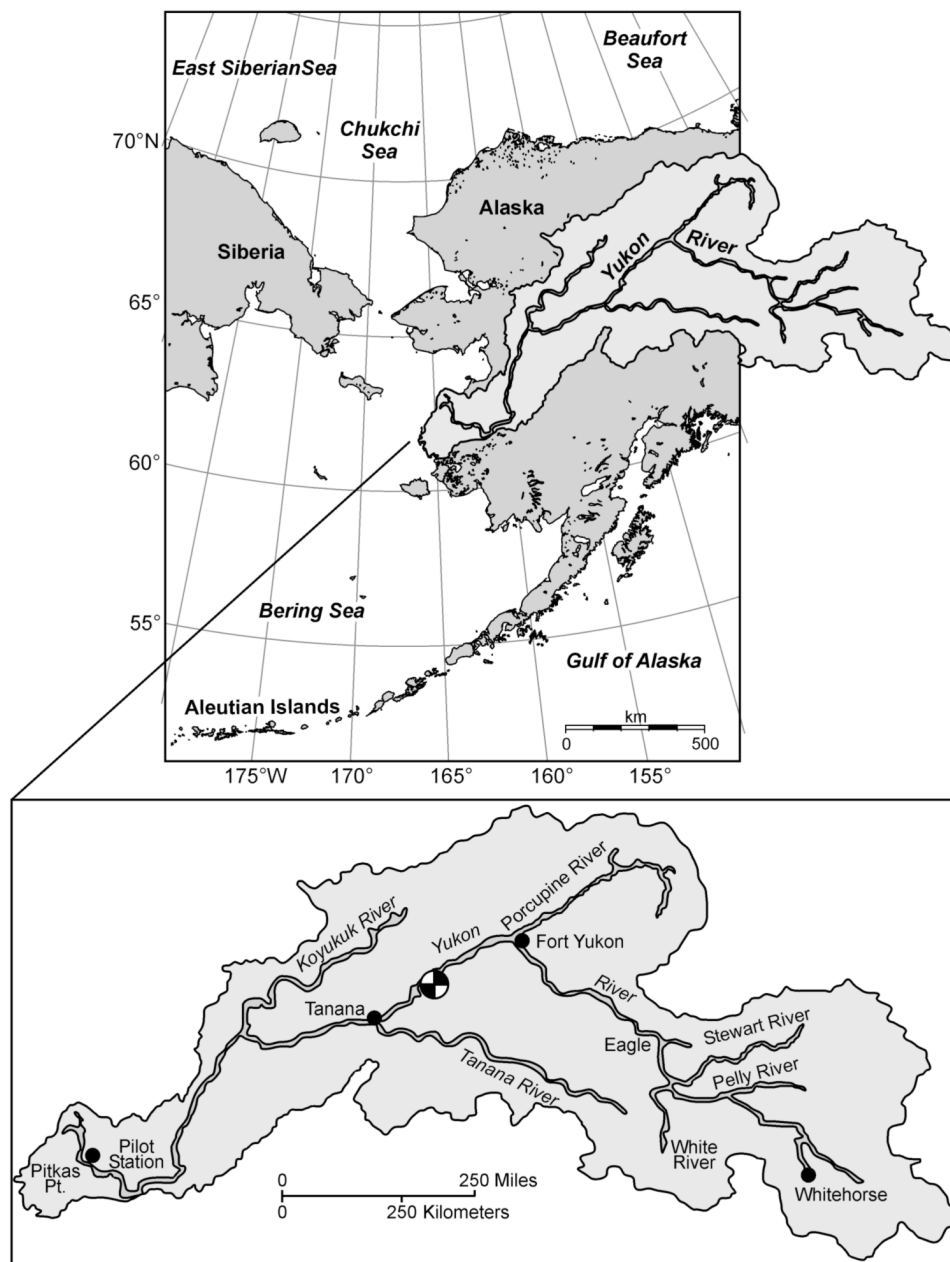 Beaufort
Sea
East SiberianSea
Chukchi
Sea
70°N
Alaska
Siberia
Yukon
River
65°
60°
Bering Sea
55°
Gulf of Alaska
Aleutian Islands
km
0 500
175°W 170° 165° 160° 155°
Porcupine River
Koyukuk River
Yukon
Fort Yukon
River
Tanana
Stewart River
Eagle
Pelly River
Tanana River
Pilot
Station
Pitkas
Pt.
White
River
Whitehorse
0 250 Miles
0 250 Kilometers